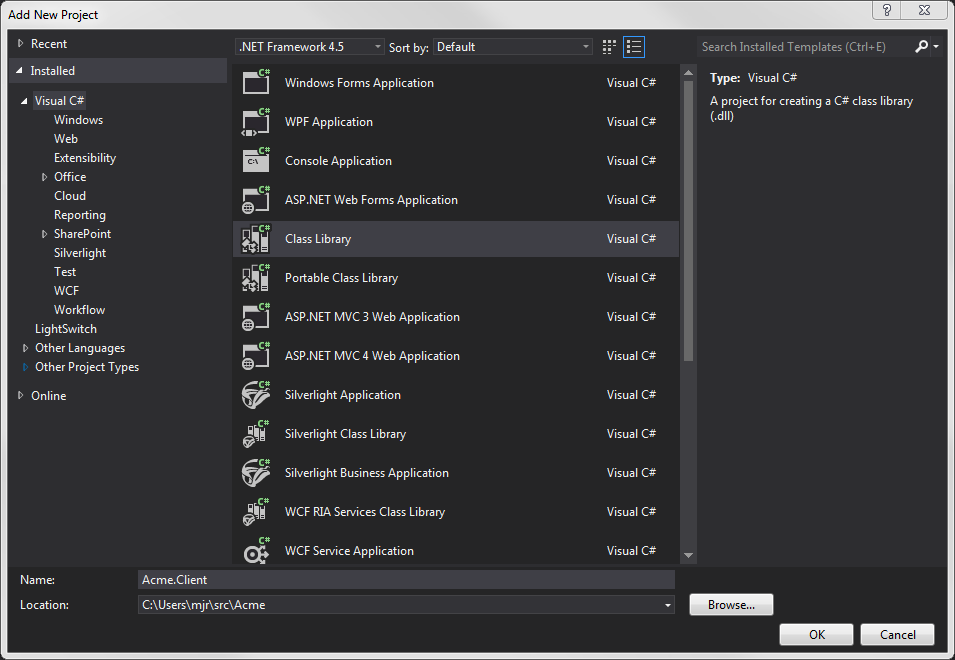 Add New Project
?
Recent
Installed
Visual C#
Windows
Web
Extensibility
Office
Cloud
Reporting
SharePoint
Silverlight
Test
WCF
Workflow
LightSwitch
Other Languages
Other Project Types
Online
.NET Framework 4.5 Sort by: Default
C# Windows Forms Application Visual C#
C# WPF Application Visual C#
C# C:\ Console Application Visual C#
C# ASP.NET Web Forms Application Visual C#
C# Class Library Visual C#
C# Portable Class Library Visual C#
C# ASP.NET MVC 3 Web Application Visual C#
C# ASP.NET MVC 4 Web Application Visual C#
C# Silverlight Application Visual C#
C# Silverlight Class Library Visual C#
C# Silverlight Business Application Visual C#
C# WCF RIA Services Class Library Visual C#
C# WCF Service Application Visual C#
Search Installed Templates (Ctrl+E)
Type: Visual C#
A project for creating a C# class library
(.dll)
Name: Acme.Client
Location: C:\Users\mjr\src\Acme
Browse...
OK Cancel